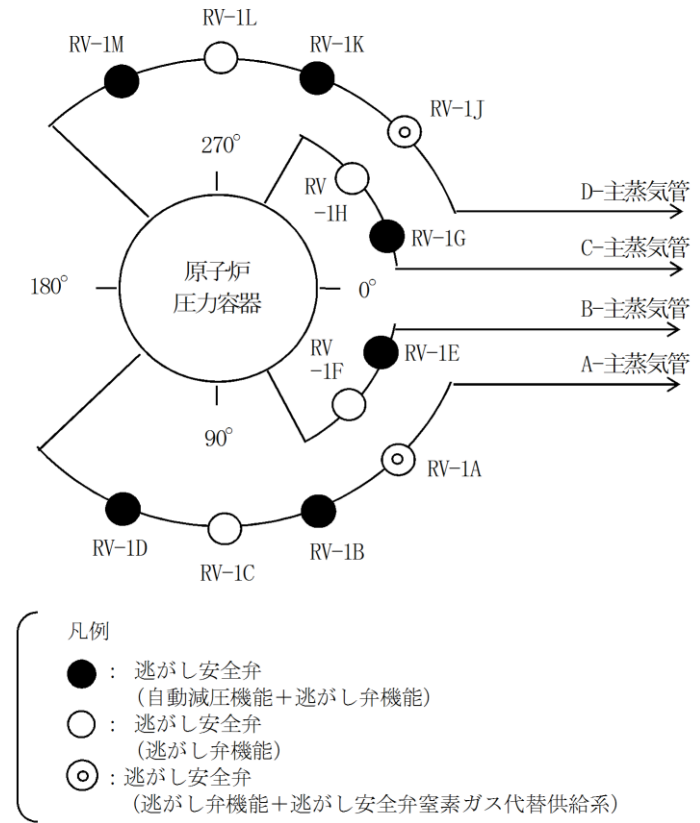 RV-1L
RV-1M
RV-1K
RV-1J
270°
RV
-1H
D-主蒸気管
RV-1G
C-主蒸気管
原子炉
圧力容器
180°
0°
B-主蒸気管
RV
-1F
RV-1E
A-主蒸気管
90°
RV-1A
RV-1D
RV-1B
RV-1C
凡例
: 逃がし安全弁
(自動減圧機能+逃がし弁機能)
: 逃がし安全弁
(逃がし弁機能)
: 逃がし安全弁
(逃がし弁機能+逃がし安全弁窒素ガス代替供給系)